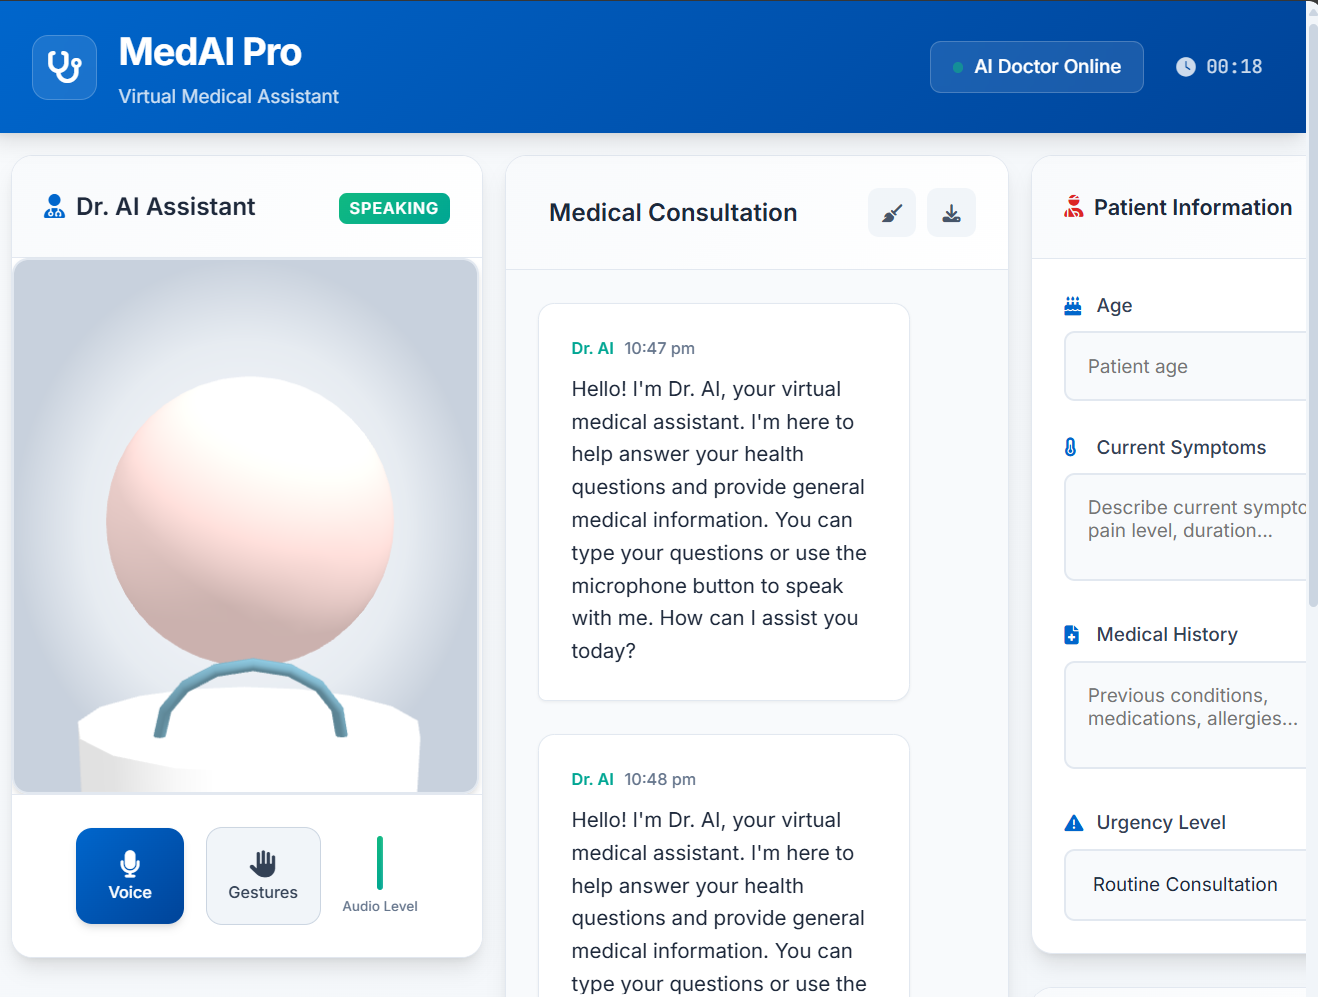 MedAI Pro
Virtual Medical Assistant
AI Doctor Online
00:18
Dr. AI Assistant
SPEAKING
Voice
Gestures
Audio Level
Medical Consultation
Dr. AI 10:47 pm
Hello! I'm Dr. AI, your virtual
medical assistant. I'm here to
help answer your health
questions and provide general
medical information. You can
type your questions or use the
microphone button to speak
with me. How can I assist you
today?
Dr. AI 10:48 pm
Hello! I'm Dr. AI, your virtual
medical assistant. I'm here to
help answer your health
questions and provide general
medical information. You can
type your questions or use the
Patient Information
Age
Patient age
Current Symptoms
Describe current sympto
pain level, duration...
Medical History
Previous conditions,
medications, allergies...
Urgency Level
Routine Consultation